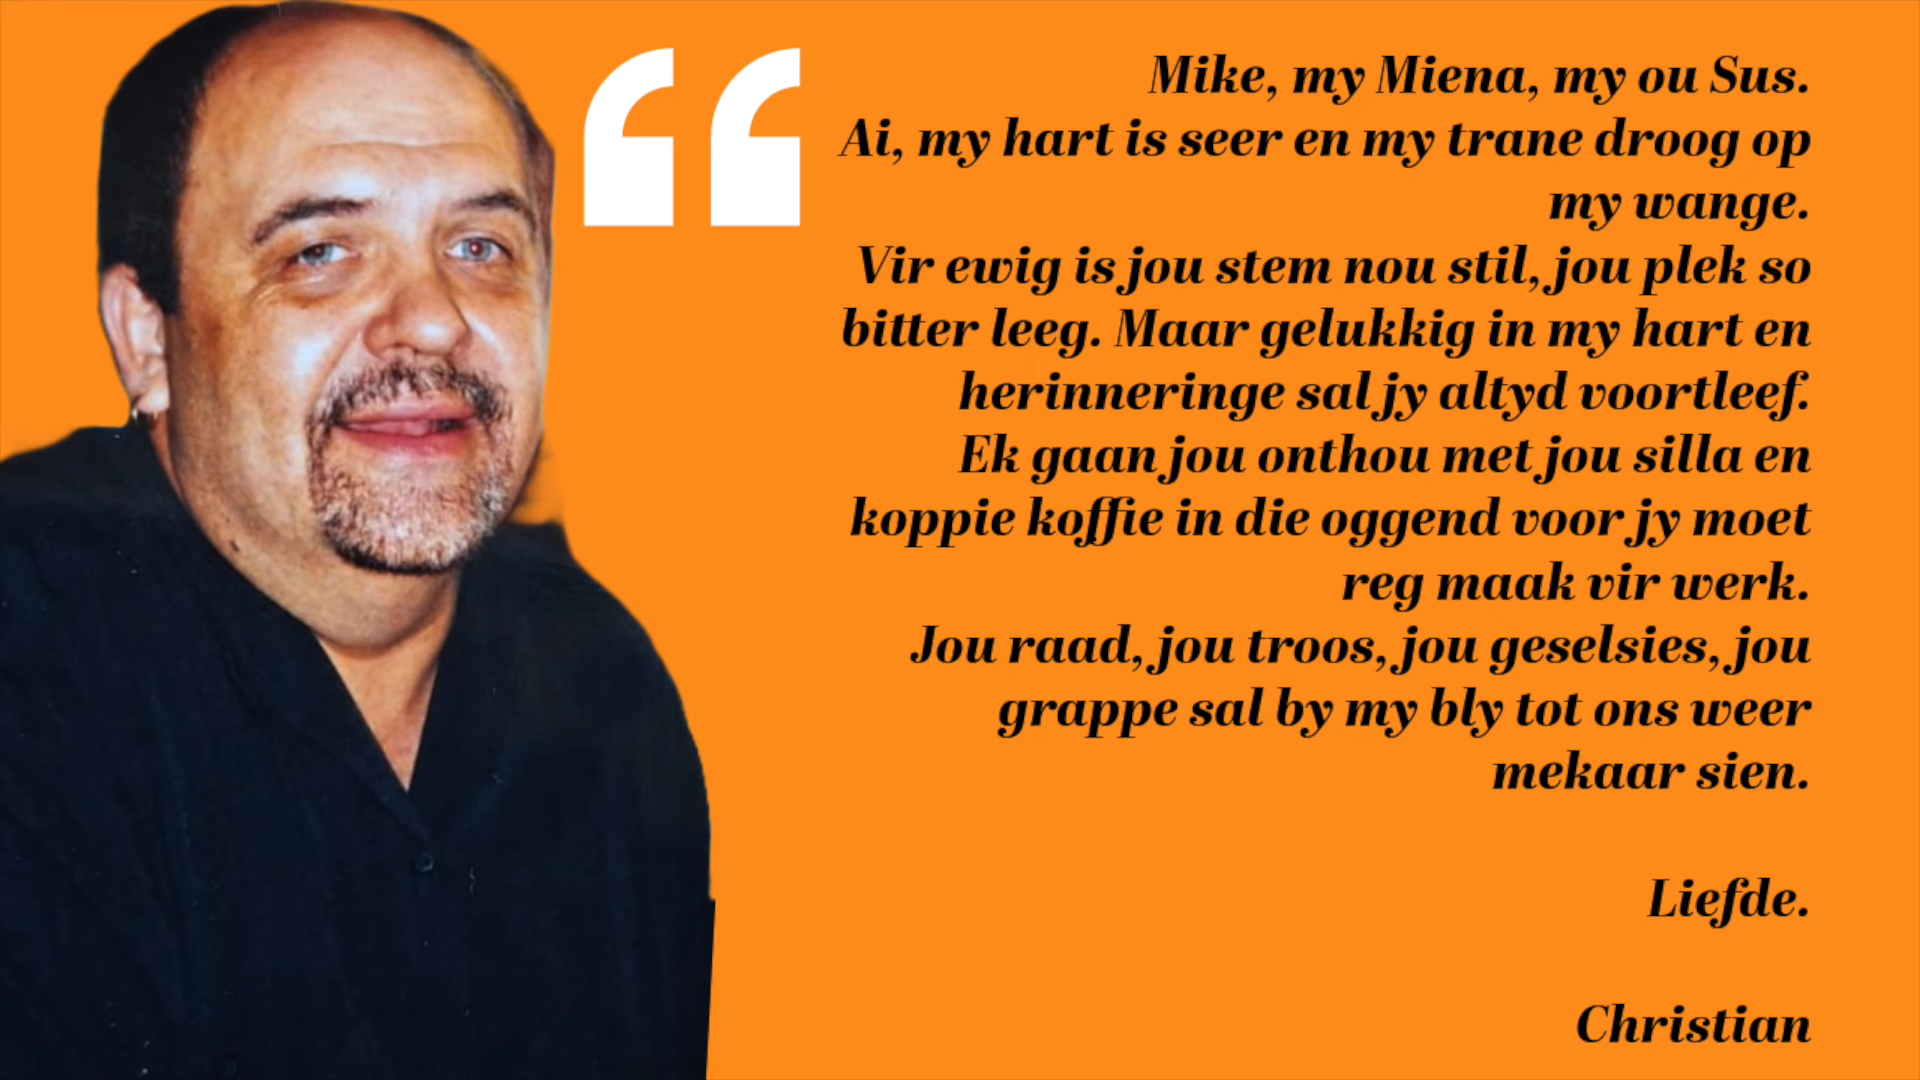 Mike, my Miena, my ou Sus.
Ai, my hart is seer en my trane droog op
my wange.
Vir ewig is jou stem nou stil, jou plek so
bitter leeg. Maar gelukkig in my hart en
herinneringe sal jy altyd voortleef.
Ek gaan jou onthou met jou silla en
koppie koffie in die oggend voor jy moet
reg maak vir werk.
Jou raad, jou troos, jou geselsies, jou
grappe sal by my bly tot ons weer
mekaar sien.
Liefde.
Christian